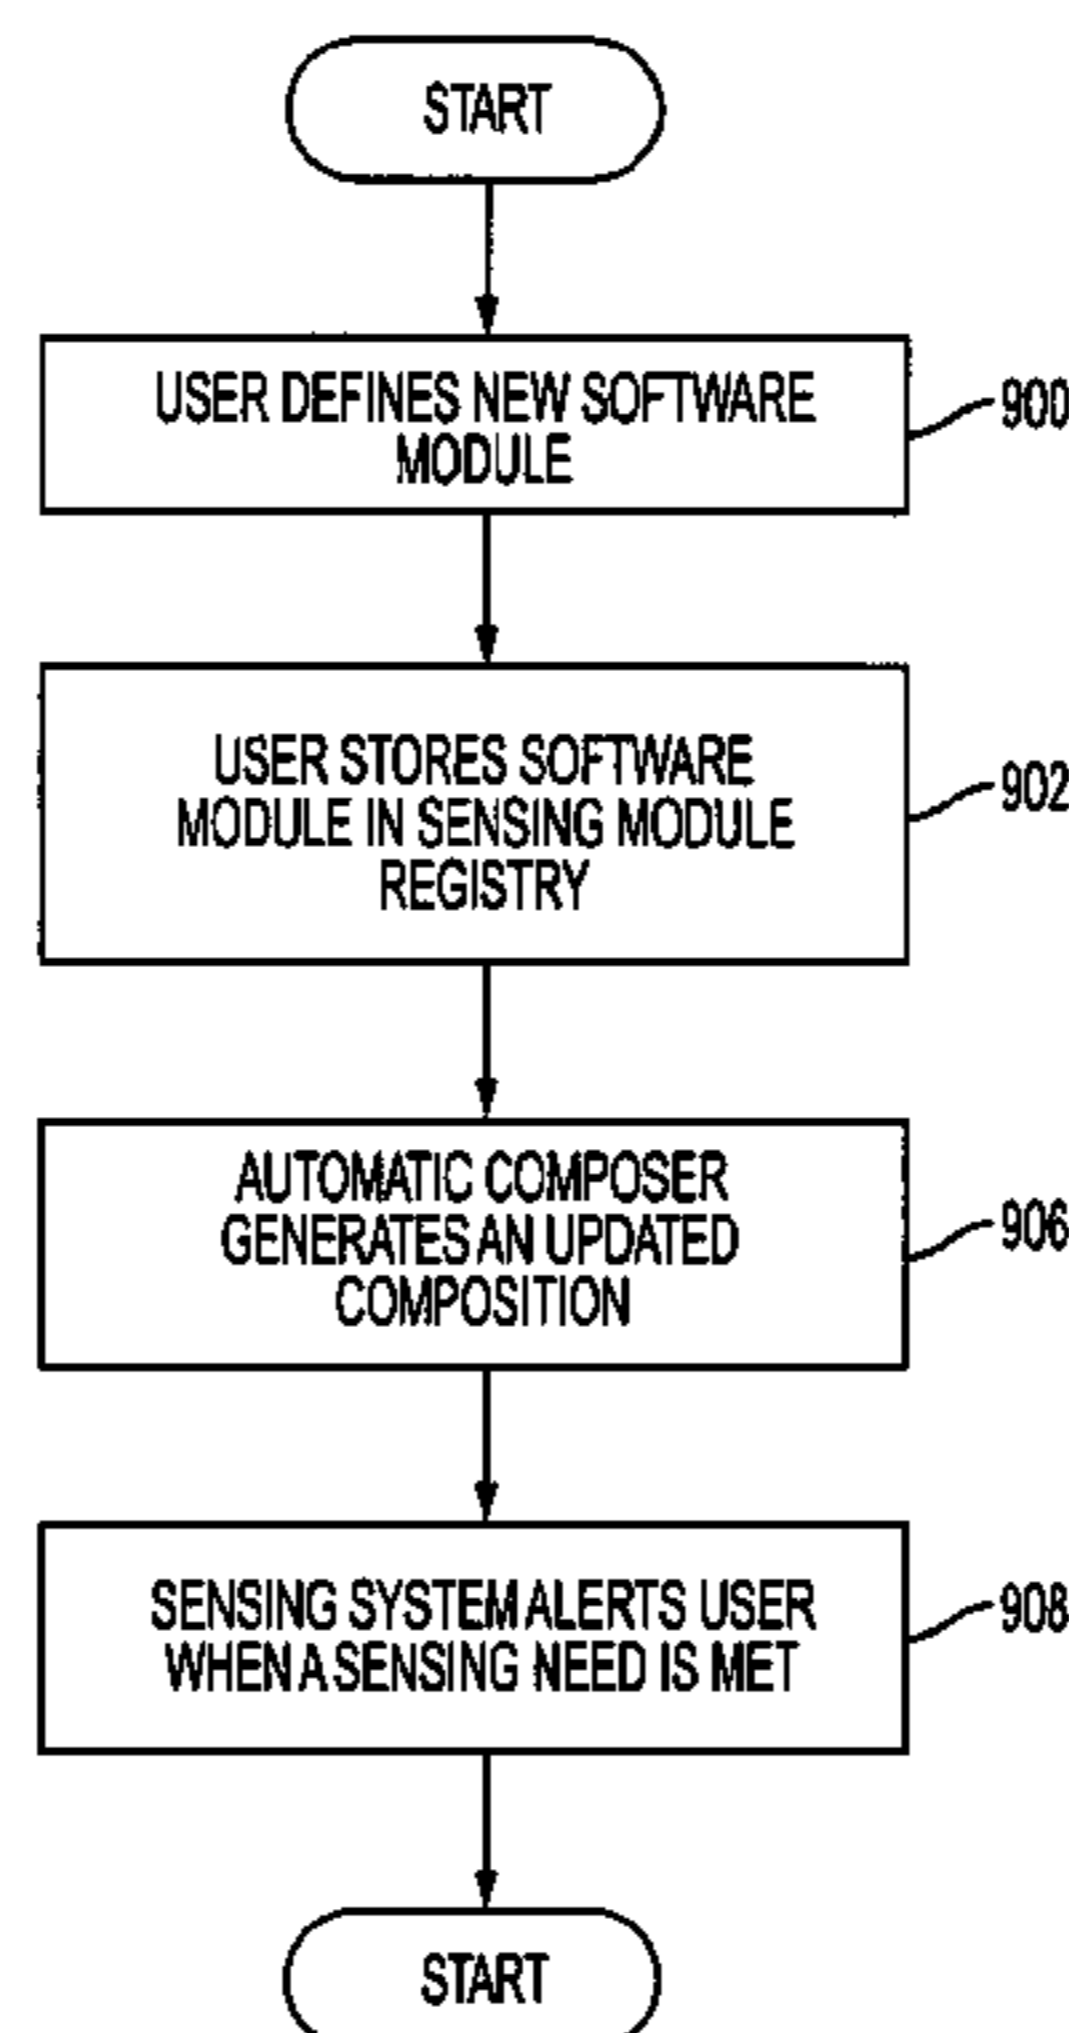 START
USER DEFINES NEW SOFTWARE
MODULE
900
USER STORES SOFTWARE
MODULE IN SENSING MODULE
REGISTRY
902
AUTOMATIC COMPOSER
GENERATES AN UPDATED
COMPOSITION
906
SENSING SYSTEM ALERTS USER
WHEN A SENSING NEED IS MET
908
START